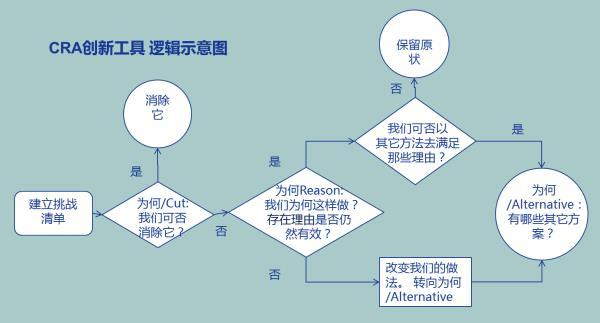 CRA创新工具 逻辑示意图
保留原
状
消除
它
否
我们可否以
其它方法去满足
那些理由？
是
是
是
建立挑战
清单
为何/Cut:
我们可否
消除它？
否
为何Reason:
我们为何这样做？
存在理由是否仍
然有效？
为何
/Alternative：
有哪些其它方
案？
否
改变我们的做
法。 转向为何
/Alternative